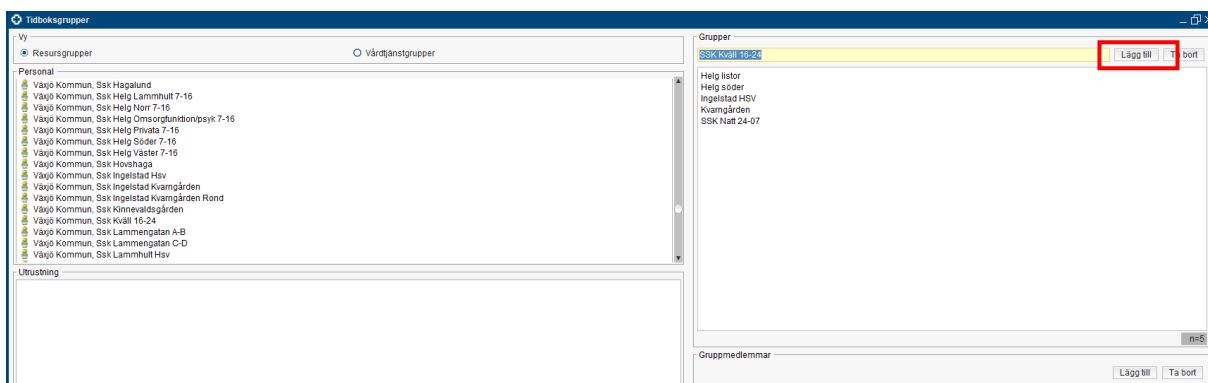 Tidboksgrupper
Vy
Resursgrupper
Vårdtjänstgrupper
Personal
Växjö Kommun, Ssk Hagalund
Växjö Kommun, Ssk Helg Lammhult 7-16
Växjö Kommun, Ssk Helg Norr 7-16
Växjö Kommun, Ssk Helg Omsorgfunktion/psyk 7-16
Växjö Kommun, Ssk Helg Privata 7-16
Växjö Kommun, Ssk Helg Söder 7-16
Växjö Kommun, Ssk Helg Väster 7-16
Växjö Kommun, Ssk Hovshaga
Växjö Kommun, Ssk Ingelstad Hsv
Växjö Kommun, Ssk Ingelstad Kvarngården
Växjö Kommun, Ssk Ingelstad Kvarngården Rond
Växjö Kommun, Ssk Kinnevaldsgården
Växjö Kommun, Ssk Kväll 16-24
Växjö Kommun, Ssk Lammengatan A-B
Växjö Kommun, Ssk Lammengatan C-D
Växjö Kommun, Ssk Lammhult Hsv
Utrustning
Grupper
SSK Kväll 16-24
Lägg till
Ta bort
Helg listor
Helg söder
Ingelstad HSV
Kvarngården
SSK Natt 24-07
n=5
Gruppmedlemmar
Lägg till
Ta bort